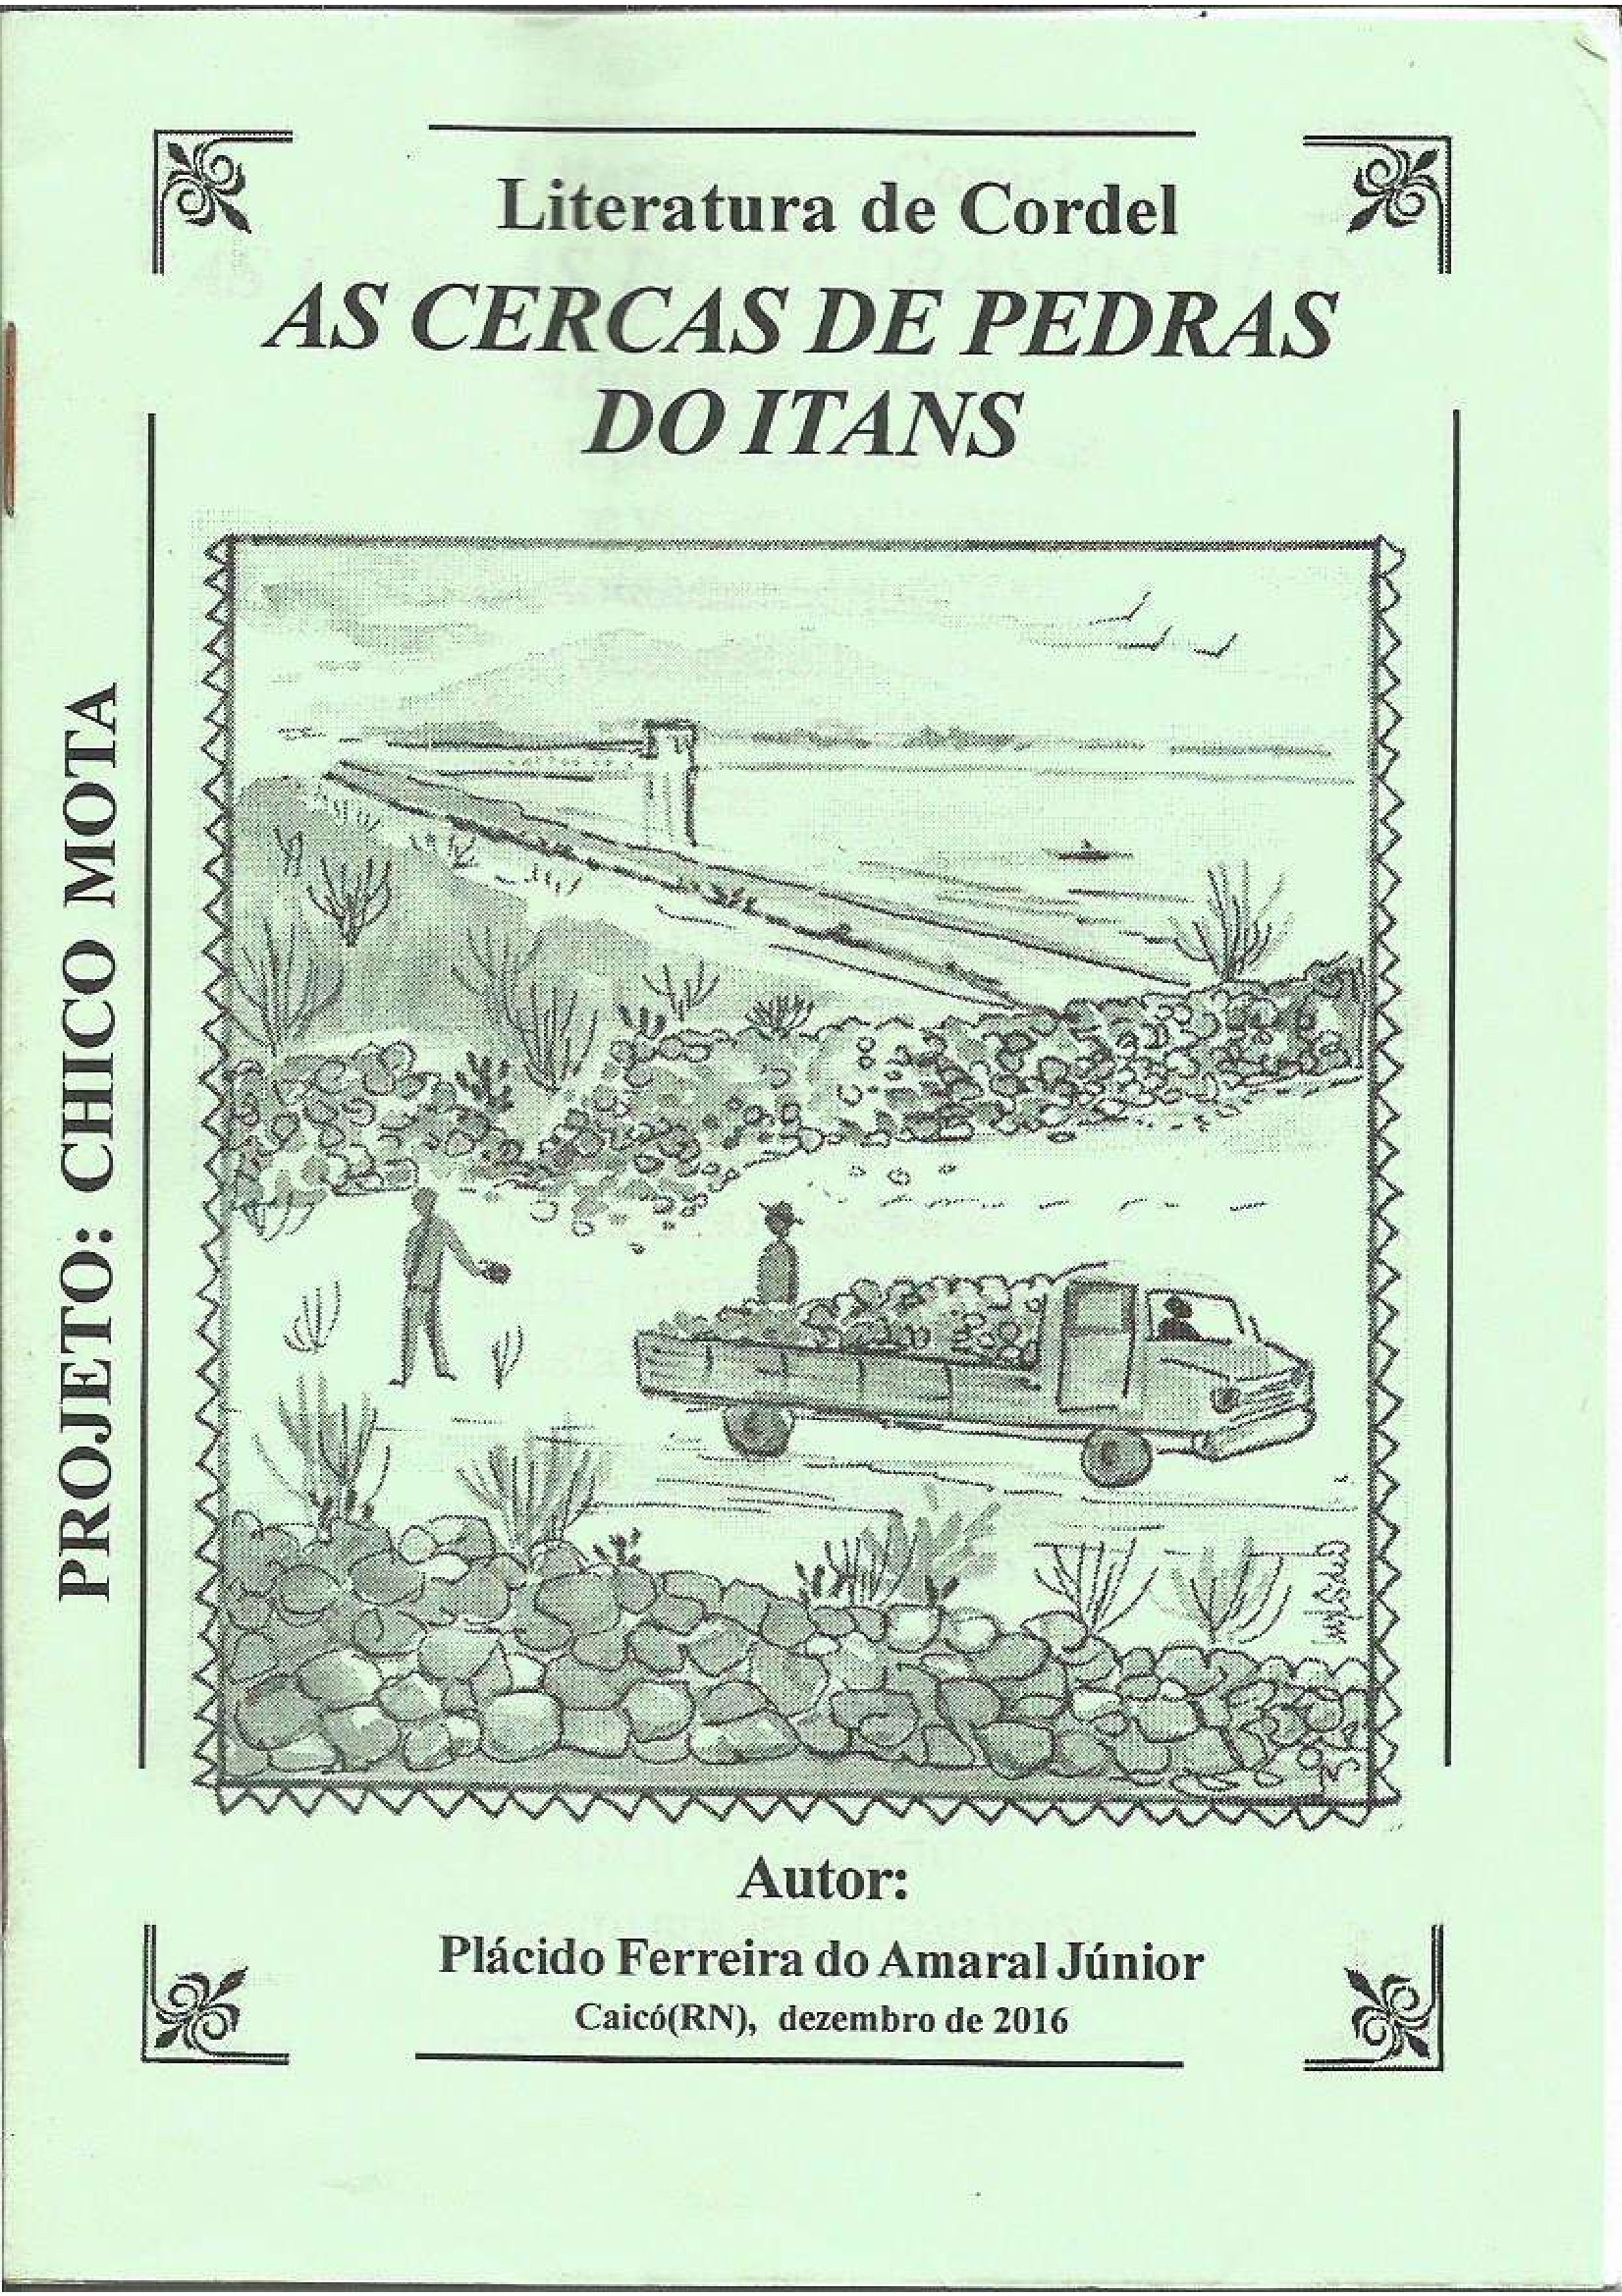 Literatura de Cordel
AS CERCAS DE PEDRAS
DO ITANS
PROJETO: CHICO MOTA
Autor:
Plácido Ferreira do Amaral Júnior
Caicó(RN), dezembro de 2016